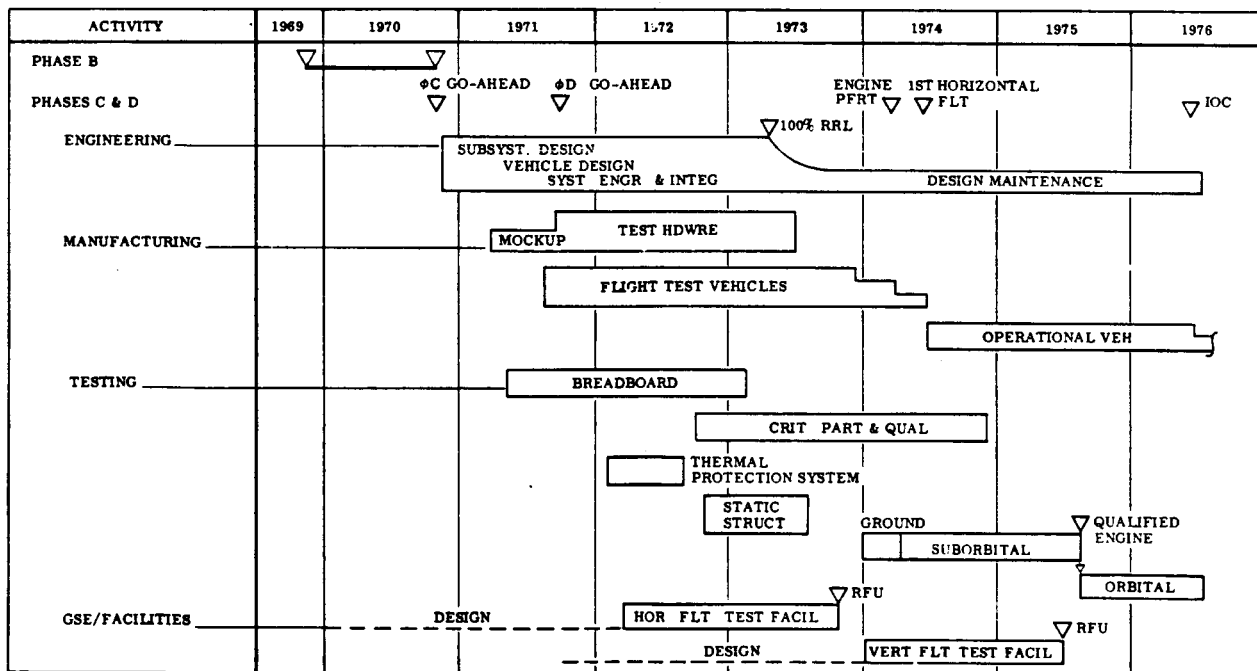 ACTIVITY 1969 1970 1971 1972 1973 1974 1975 1976
PHASE B
φC GO-AHEAD φD GO-AHEAD ENGINE 1ST HORIZONTAL
PHASES C & D PFRT FLT IOC
100% RRL
ENGINEERING
SUBSYST. DESIGN
VEHICLE DESIGN
SYST ENGR & INTEG DESIGN MAINTENANCE
TEST HDWRE
MANUFACTURING MOCKUP
FLIGHT TEST VEHICLES
OPERATIONAL VEH
TESTING BREADBOARD
CRIT PART & QUAL
THERMAL
PROTECTION SYSTEM
STATIC
STRUCT
GROUND QUALIFIED
ENGINE
SUBORBITAL
ORBITAL
RFU
GSE/FACILITIES DESIGN HOR FLT TEST FACIL
RFU
DESIGN VERT FLT TEST FACIL